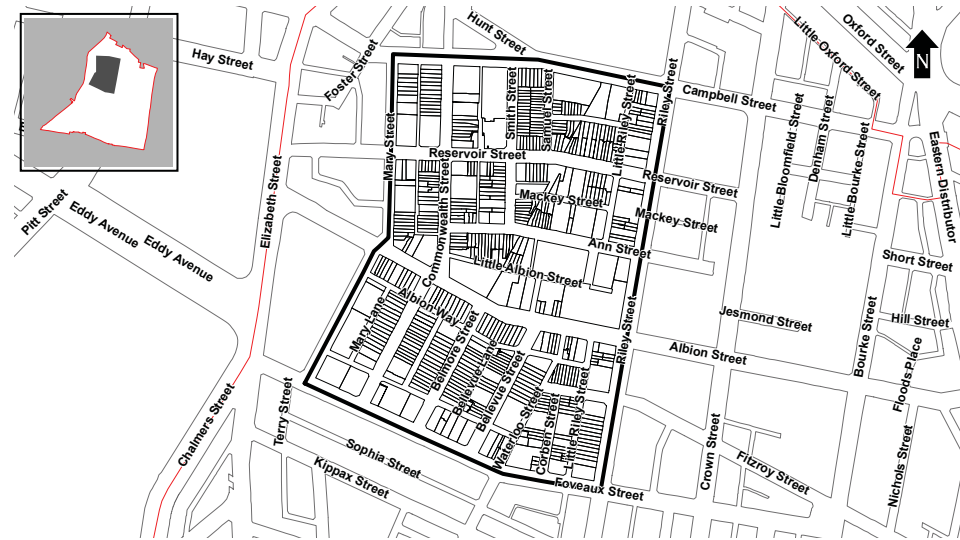 Hunt Street
Oxford Street
Little Oxford Street
Hay Street
Foster Street
N
Campbell Street
Riley Street
Smith Street
Samuel Street
Little Riley Street
Mary Street
Little Bloomfield Street
Denham Street
Little Bourke Street
Eastern Distributor
Reservoir Street
Reservoir Street
Commonwealth Street
Mackey Street
Mackey Street
Elizabeth Street
Pitt Street
Eddy Avenue
Eddy Avenue
Ann Street
Short Street
Little Albion Street
Albion Way
Jesmond Street
Hill Street
Bourke Street
Riley Street
Mary Lane
Belmore Street
Bellevue Lane
Bellevue Street
Albion Street
Floods Place
Chalmers Street
Terry Street
Waterloo Street
Corben Street
Little Riley Street
Crown Street
Fitzroy Street
Nichols Street
Sophia Street
Kippax Street
Foveaux Street